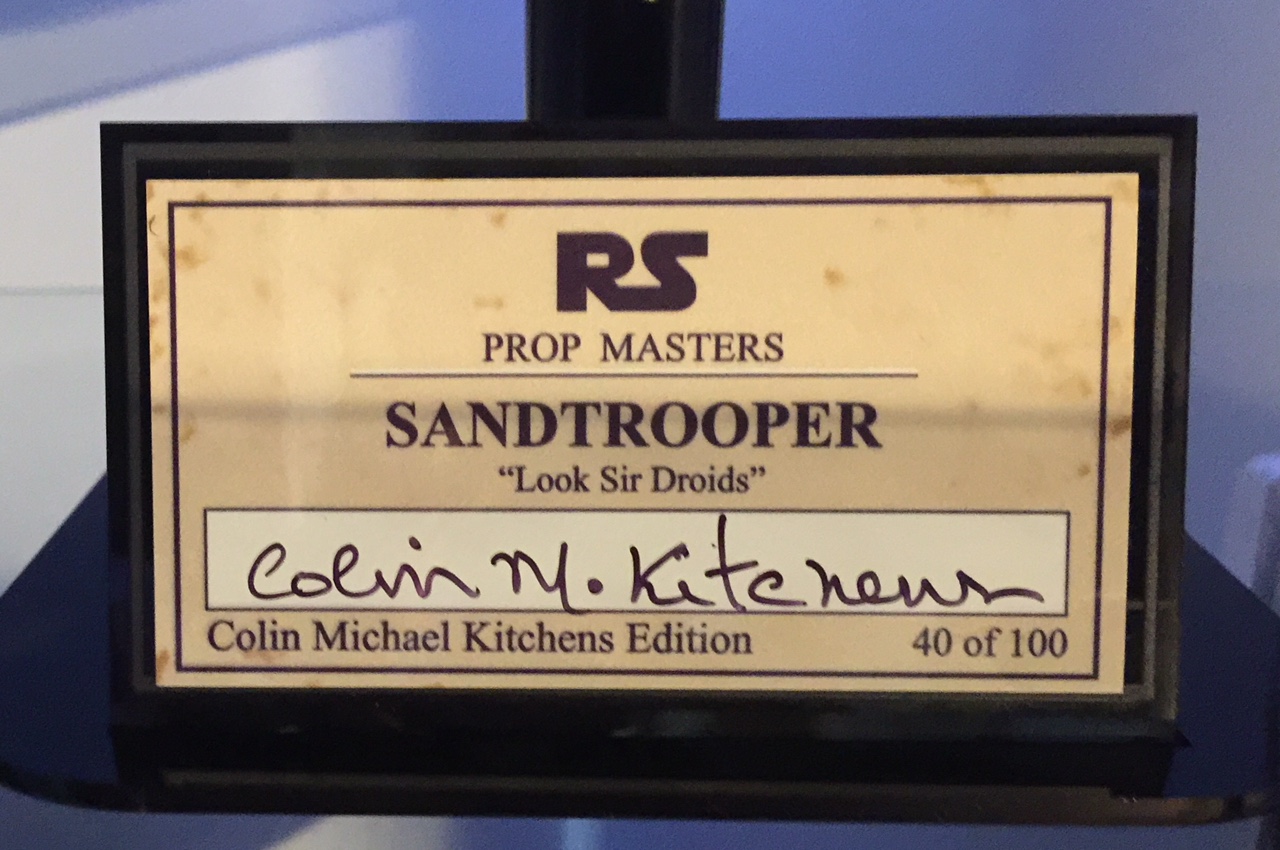 RS
PROP MASTERS
SANDTROOPER
“Look Sir Droids”
Colin M. Kitchens
Colin Michael Kitchens Edition
40 of 100